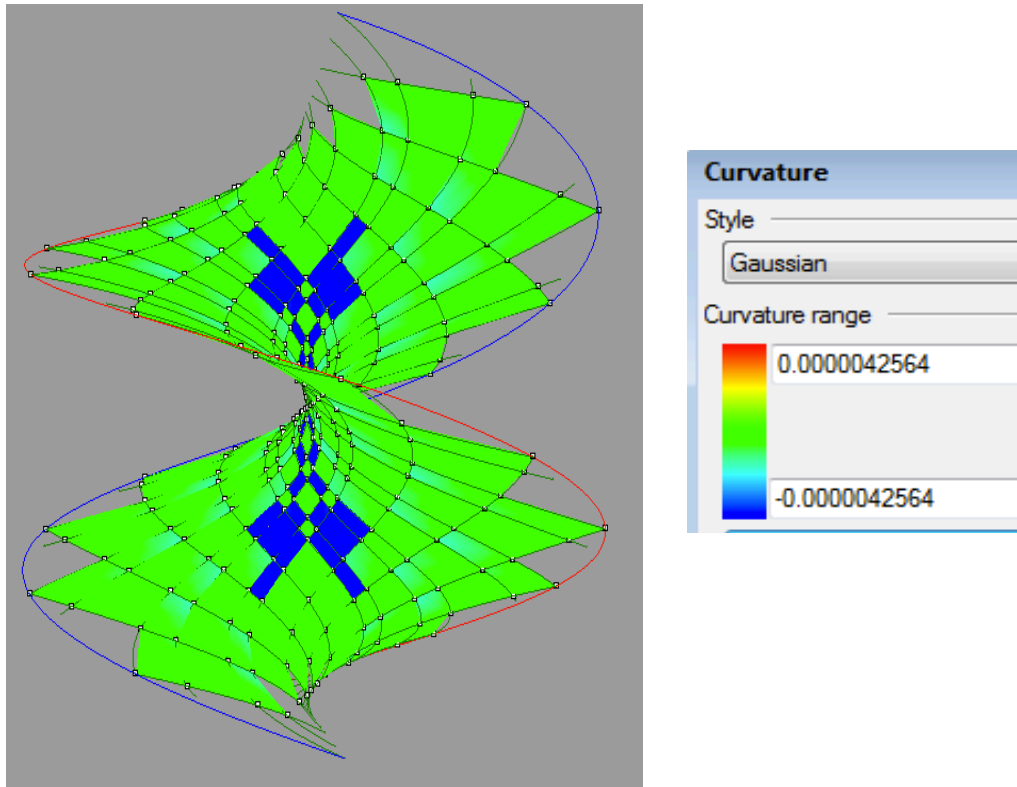 Curvature
Style
Gaussian
Curvature range
0.0000042564
-0.0000042564